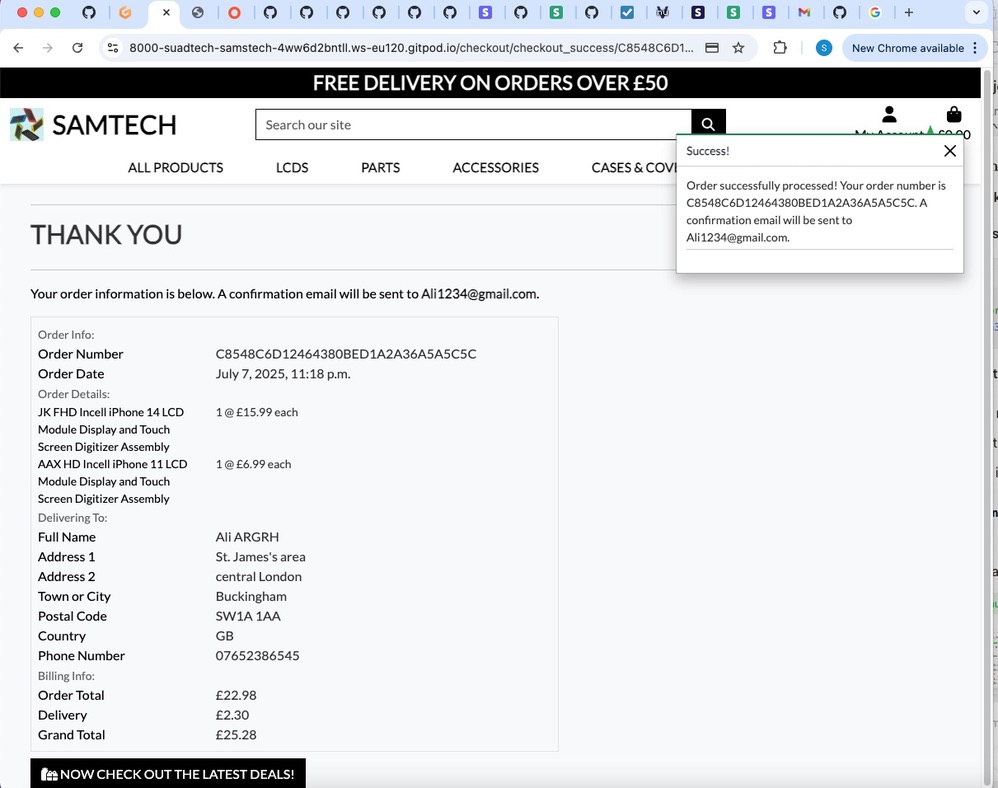 8000-suadtech-samstech-4ww6d2bntll.ws-eu120.gitpod.io/checkout/checkout_success/C8548C6D1...
S
New Chrome available
FREE DELIVERY ON ORDERS OVER £50
SAMTECH
Search our site
My Account
£0.00
ALL PRODUCTS LCDS PARTS ACCESSORIES CASES & COV
Success!
Order successfully processed! Your order number is
C8548C6D12464380BED1A2A36A5A5C5C. A
confirmation email will be sent to
Ali1234@gmail.com.
THANK YOU
Your order information is below. A confirmation email will be sent to Ali1234@gmail.com.
Order Info:
Order Number C8548C6D12464380BED1A2A36A5A5C5C
Order Date July 7, 2025, 11:18 p.m.
Order Details:
JK FHD Incell iPhone 14 LCD 1 @ £15.99 each
Module Display and Touch
Screen Digitizer Assembly
AAX HD Incell iPhone 11 LCD 1 @ £6.99 each
Module Display and Touch
Screen Digitizer Assembly
Delivering To:
Full Name Ali ARGRH
Address 1 St. James's area
Address 2 central London
Town or City Buckingham
Postal Code SW1A 1AA
Country GB
Phone Number 07652386545
Billing Info:
Order Total £22.98
Delivery £2.30
Grand Total £25.28
NOW CHECK OUT THE LATEST DEALS!